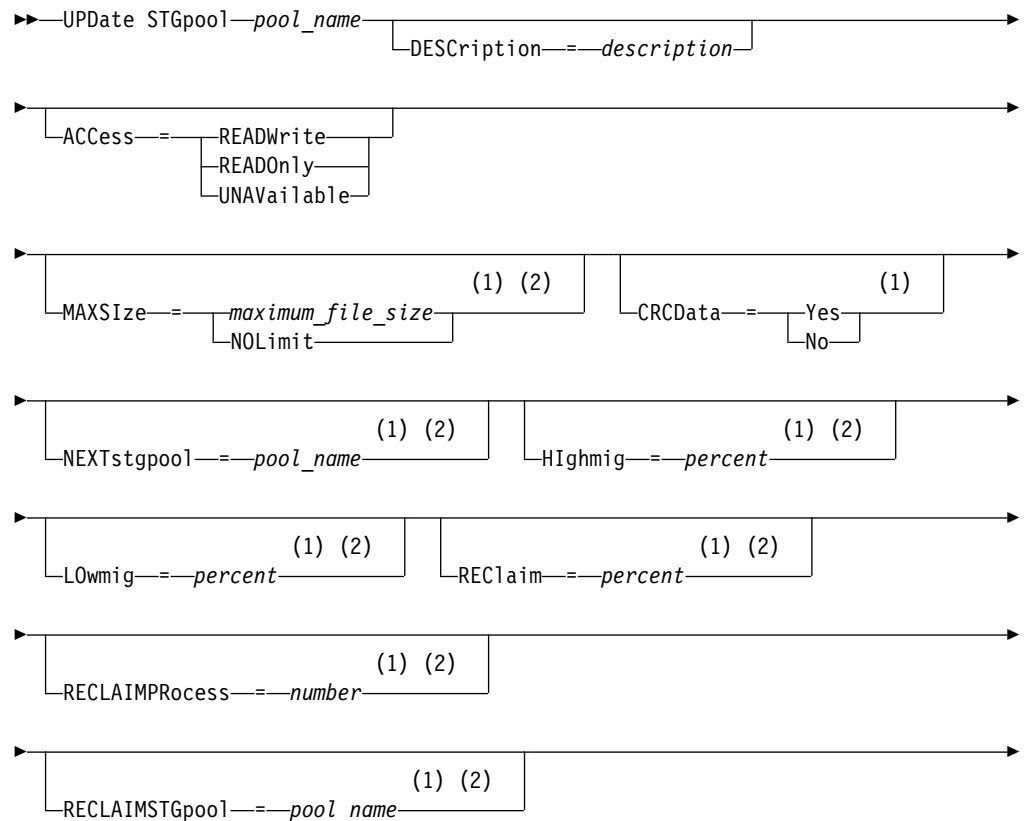 UPDate STGpool pool_name
DESCription = description
ACCess = READWrite
READOnly
UNAVailable
(1) (2)
MAXSIze = maximum_file_size
NOLimit
(1)
CRCData = Yes
No
(1) (2)
NEXTstgpool = pool_name
(1) (2)
HIghmig = percent
(1) (2)
LOwmig = percent
(1) (2)
REClaim = percent
(1) (2)
RECLAIMPRocess = number
(1) (2)
RECLAIMSTGpool = pool name